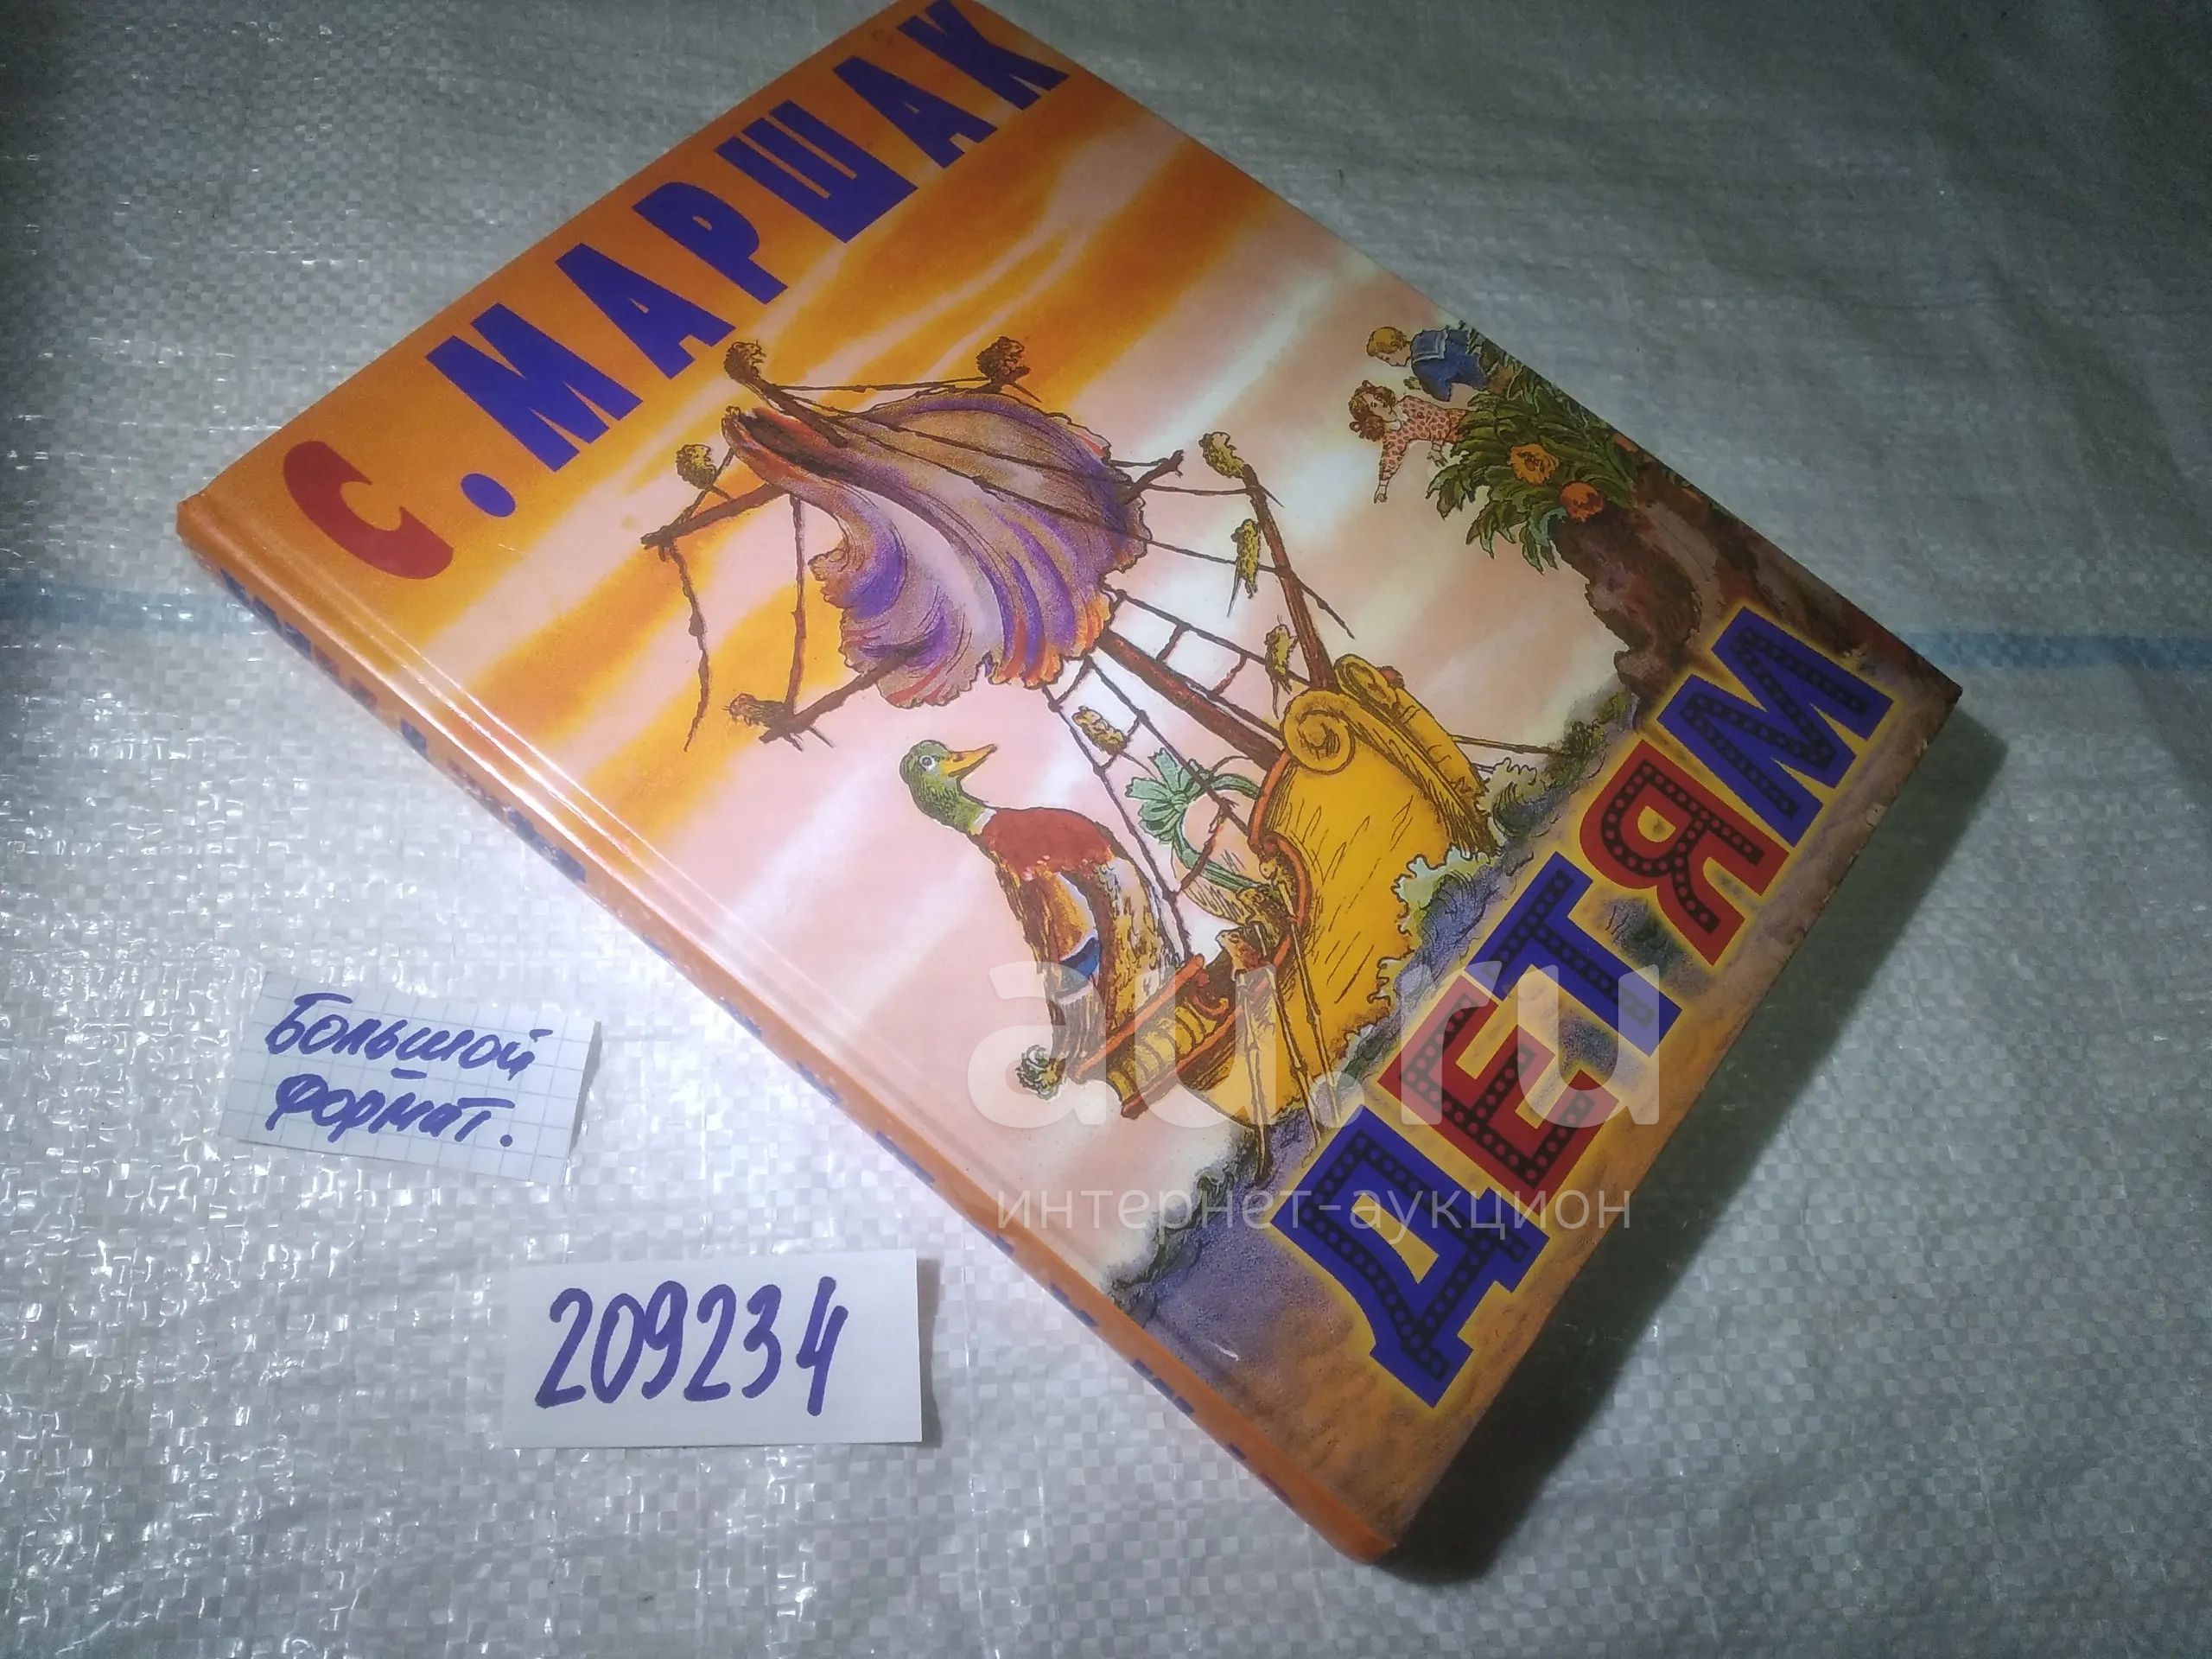 С. МАРШАК
ДЕТЯМ
Большой
формат.
209234
au.ru
интернет-аукцион